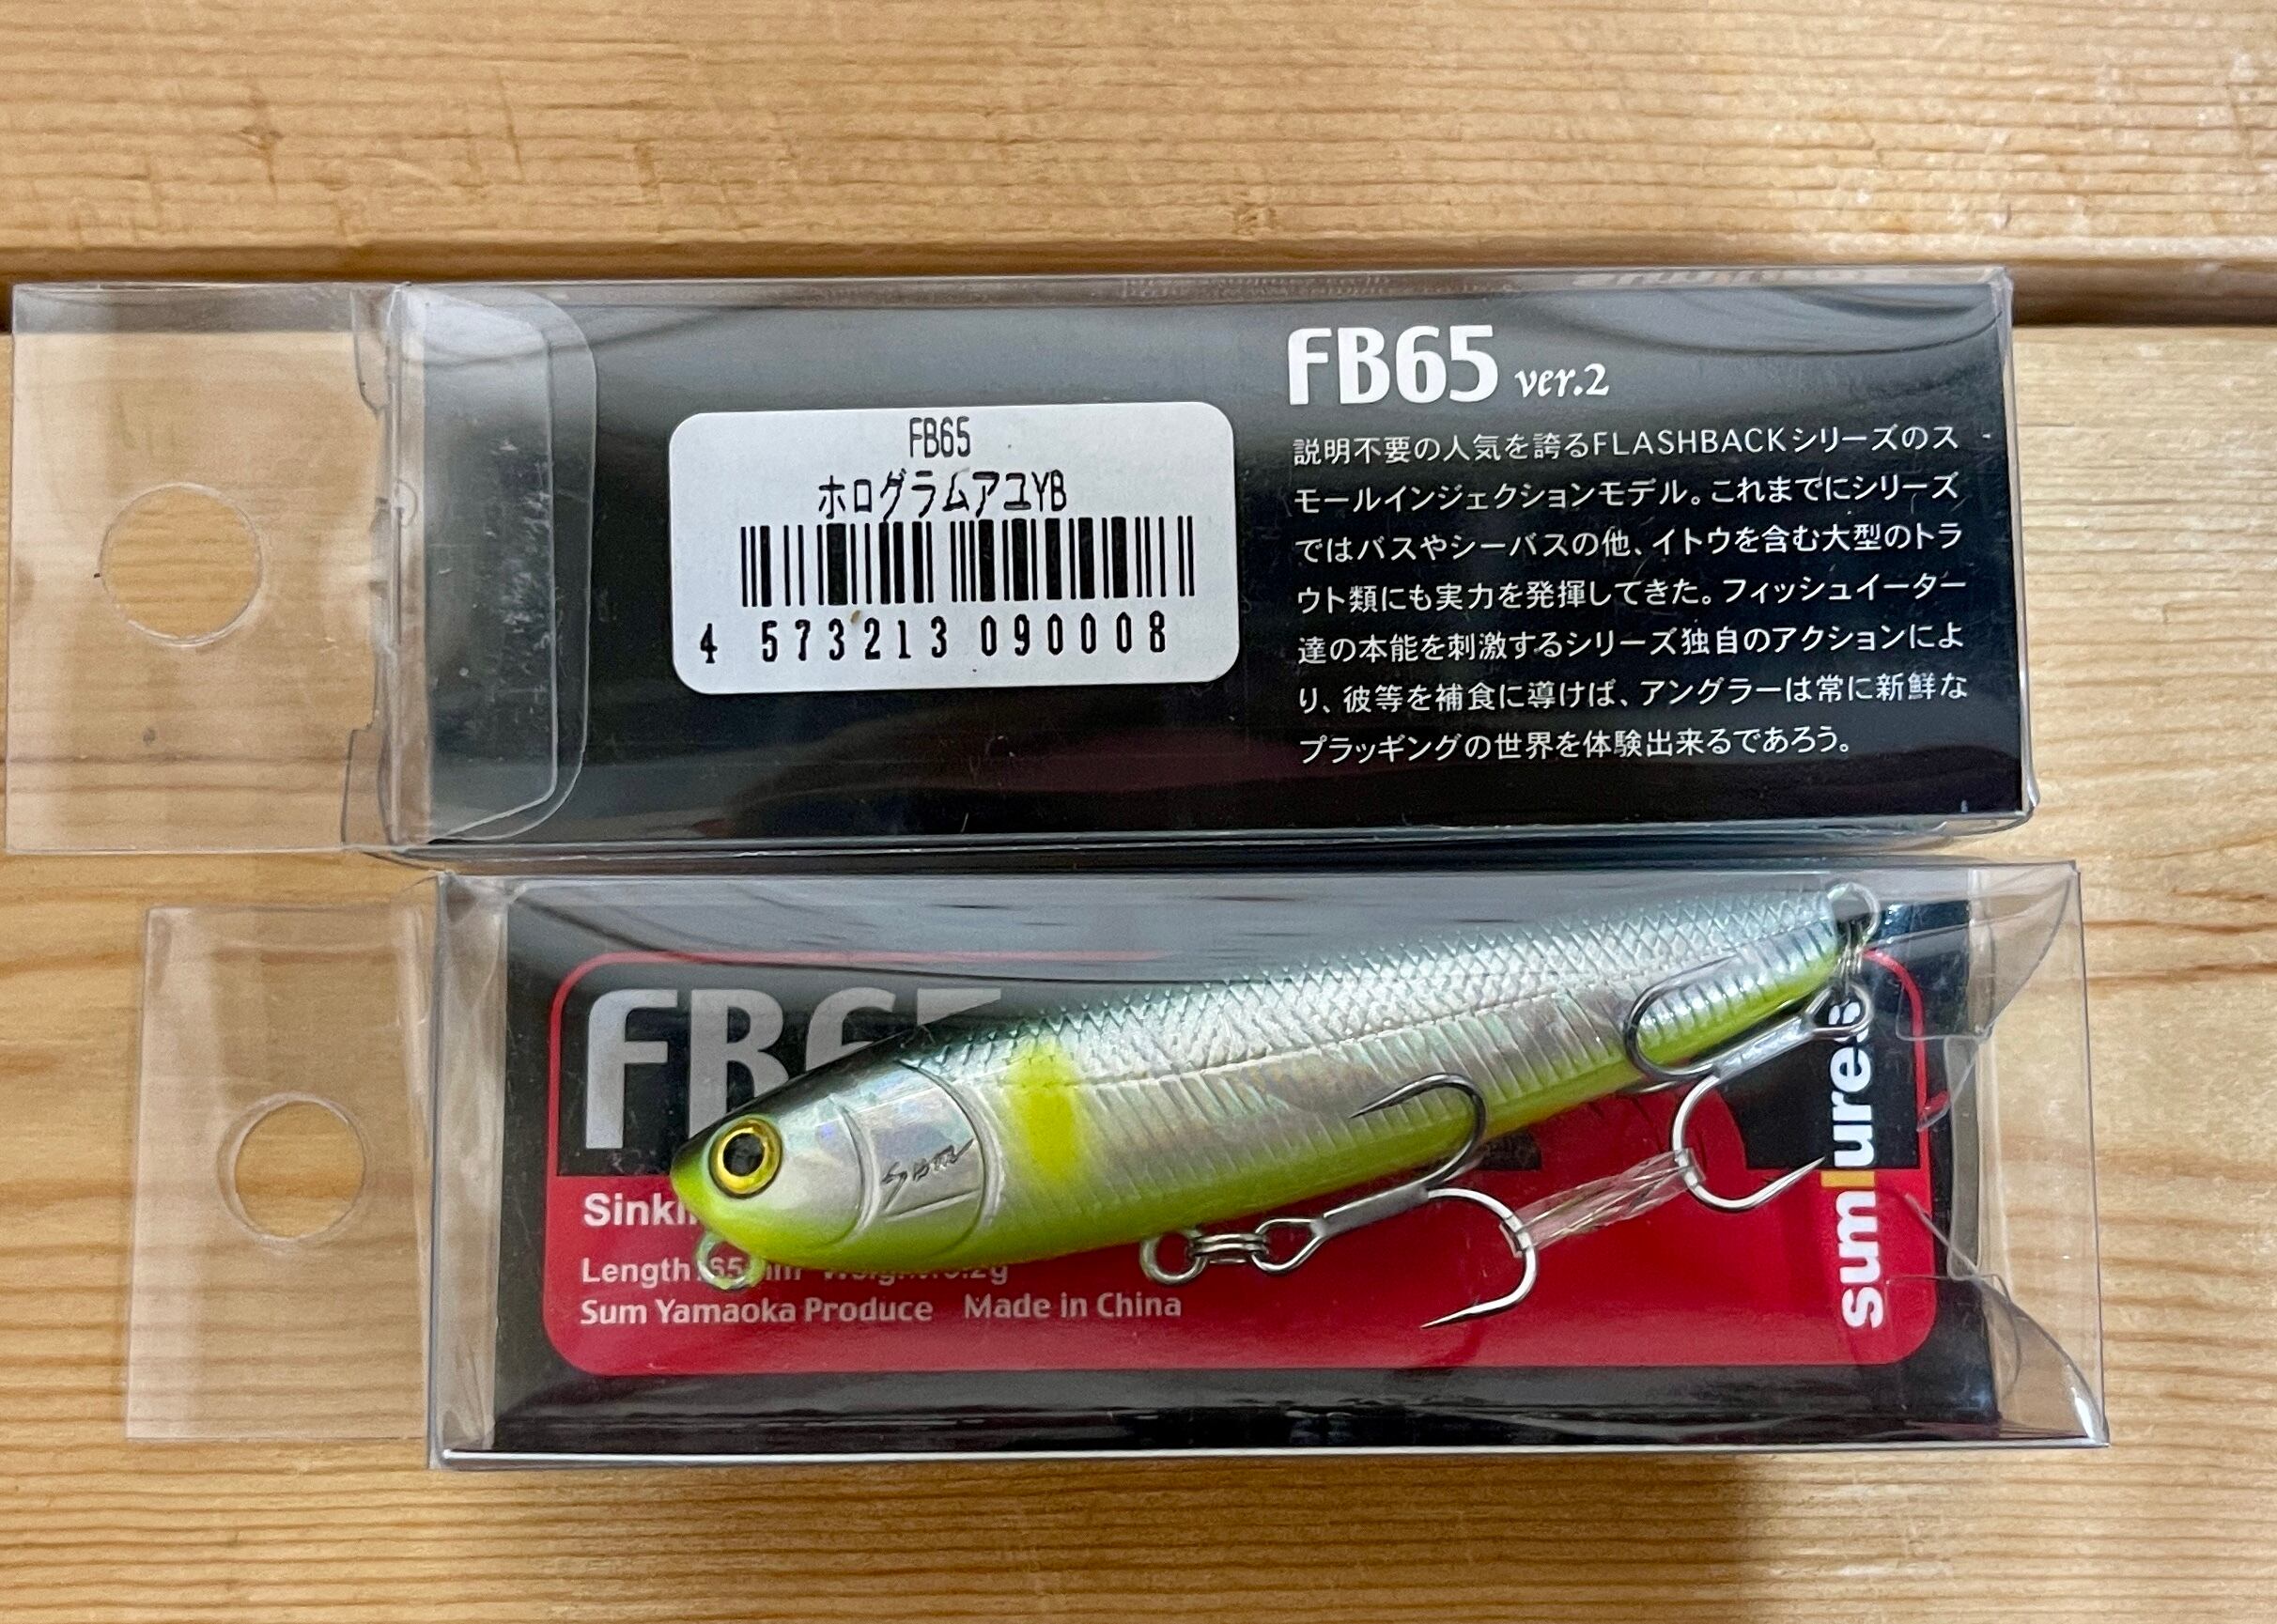 FB65
ホログラムアユYB
4 573213 090008
FB65 ver.2
説明不要の人気を誇るFLASHBACKシリーズのス
モールインジェクションモデル。これまでにシリーズ
ではバスやシーバスの他、イトウを含む大型のトラ
ウト類にも実力を発揮してきた。フィッシュイーター
達の本能を刺激するシリーズ独自のアクションによ
り、彼等を補食に導けば、アングラーは常に新鮮な
プラッギングの世界を体験出来るであろう。
Sum
Length
Sum Yamaoka Produce Made in China
sumlures